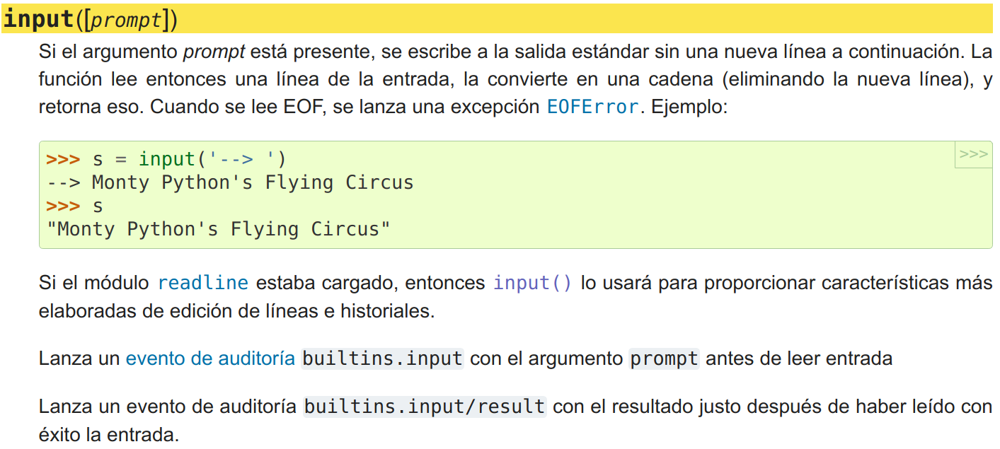 input([prompt])
Si el argumento prompt está presente, se escribe a la salida estándar sin una nueva línea a continuación. La
función lee entonces una línea de la entrada, la convierte en una cadena (eliminando la nueva línea), y
retorna eso. Cuando se lee EOF, se lanza una excepción EOFError. Ejemplo:
>>>
>>> s = input('--> ')
--> Monty Python's Flying Circus
>>> s
"Monty Python's Flying Circus"
Si el módulo readline estaba cargado, entonces input() lo usará para proporcionar características más
elaboradas de edición de líneas e historiales.
Lanza un evento de auditoría builtins.input con el argumento prompt antes de leer entrada
Lanza un evento de auditoría builtins.input/result con el resultado justo después de haber leído con
éxito la entrada.